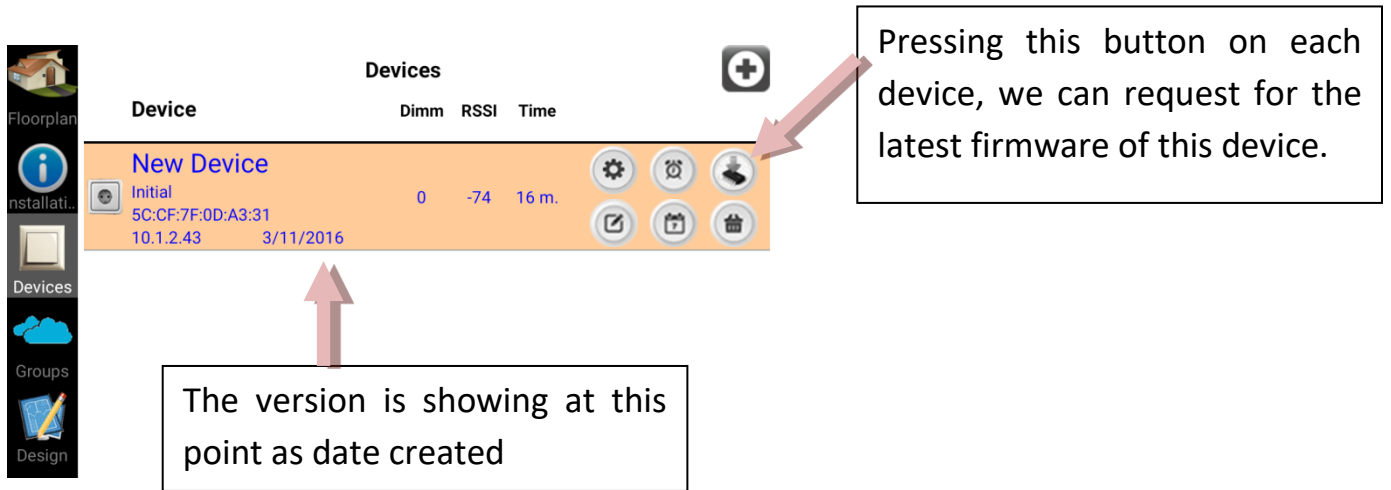 Pressing this button on each
device, we can request for the
latest firmware of this device.
Devices
Device Dimm RSSI Time
Floorplan
New Device
Initial
5C:CF:7F:0D:A3:31
10.1.2.43 3/11/2016
0 -74 16 m.
nstallati..
Devices
Groups
Design
The version is showing at this
point as date created